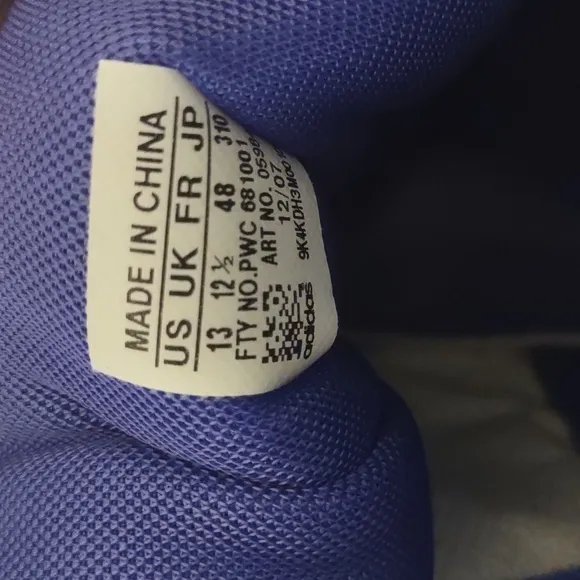 MADE IN CHINA
US UK FR JP
13 12½ 48 310
FTY NO.PWC 681001
ART NO. 
12/07
adidas